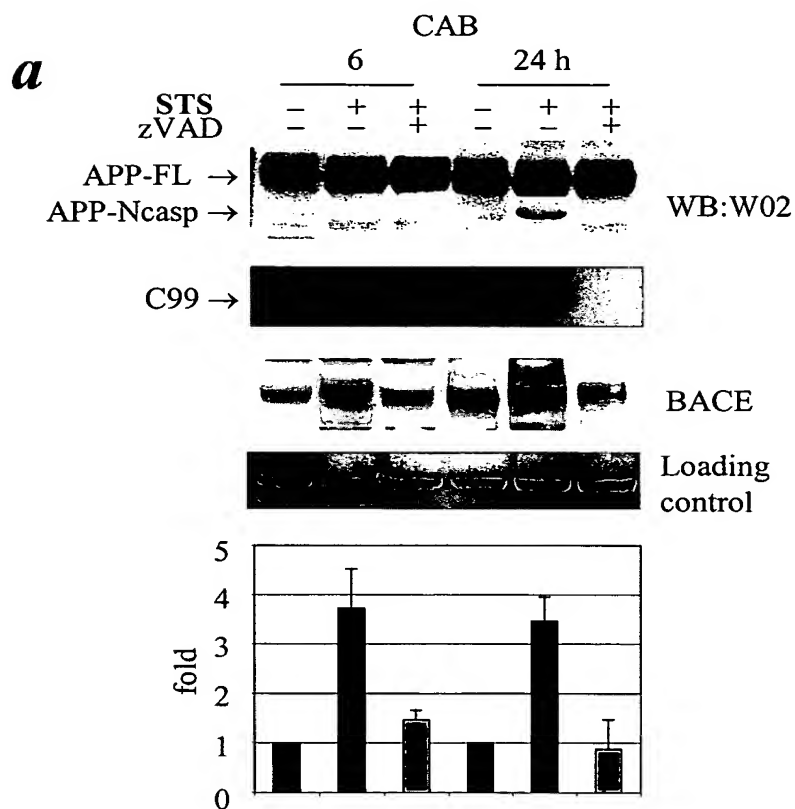 CAB
a
6 24 h
STS – + + – + +
zVAD – – + – – +
APP-FL →
APP-Ncasp → WB:W02
C99 →
BACE
Loading
control
5
4
3
2
1
0
fold